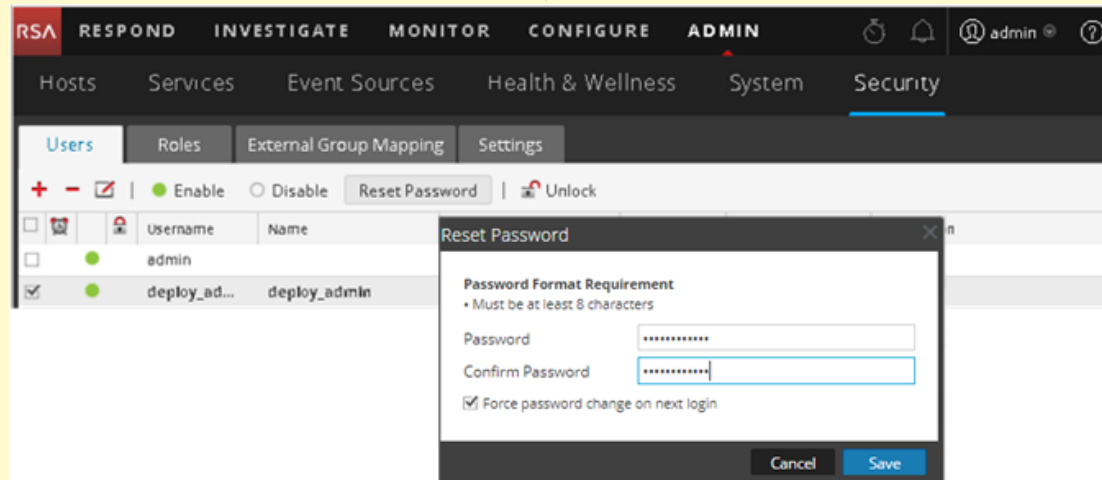 RSA RESPOND INVESTIGATE MONITOR CONFIGURE ADMIN admin ?
Hosts Services Event Sources Health & Wellness System Security
Users Roles External Group Mapping Settings
Enable Disable Reset Password | Unlock
Username Name n
admin
deploy_ad... deploy_admin
Reset Password
Password Format Requirement
• Must be at least 8 characters
Password ••••••••••••
Confirm Password ••••••••••••
Force password change on next login
Cancel Save